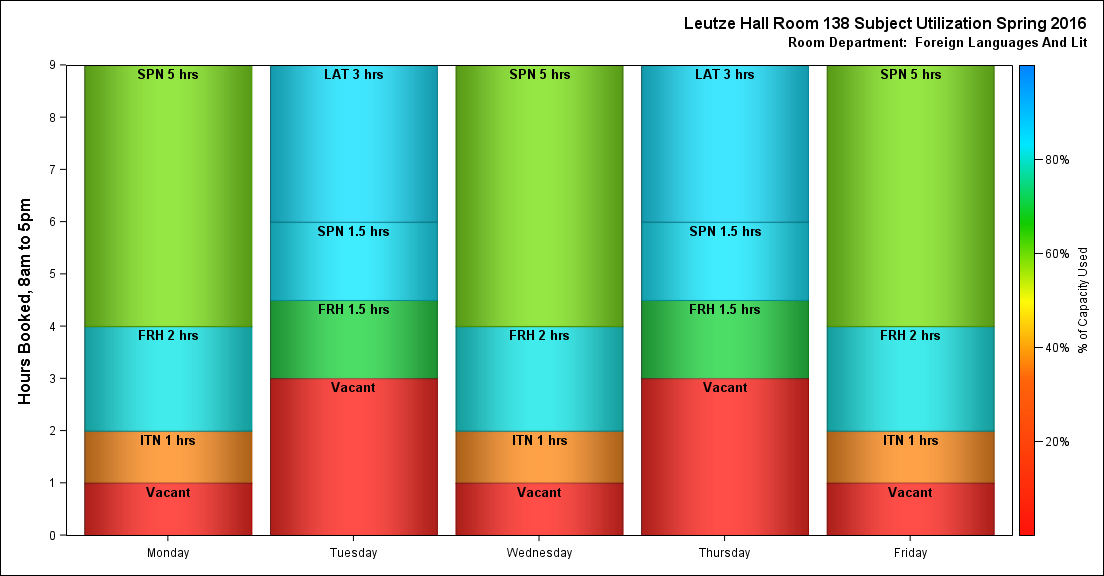 Leutze Hall Room 138 Subject Utilization Spring 2016
Room Department:  Foreign Languages And Lit
Hours Booked, 8am to 5pm
9
8
7
6
5
4
3
2
1
0
SPN 5 hrs
FRH 2 hrs
ITN 1 hrs
Vacant
LAT 3 hrs
SPN 1.5 hrs
FRH 1.5 hrs
Vacant
SPN 5 hrs
FRH 2 hrs
ITN 1 hrs
Vacant
LAT 3 hrs
SPN 1.5 hrs
FRH 1.5 hrs
Vacant
SPN 5 hrs
FRH 2 hrs
ITN 1 hrs
Vacant
Monday
Tuesday
Wednesday
Thursday
Friday
80%
60%
40%
20%
% of Capacity Used